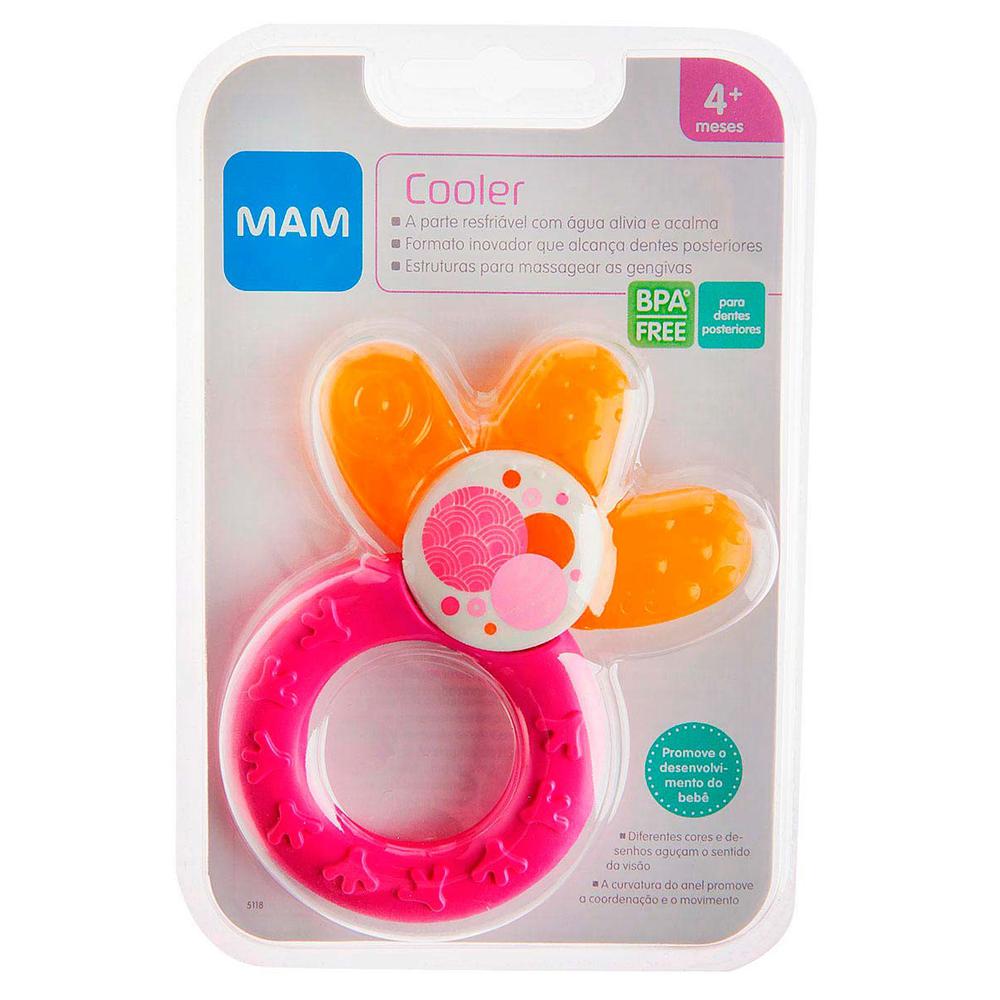 4+
meses
MAM
Cooler
▪ A parte resfriável com água alivia e acalma
▪ Formato inovador que alcança dentes posteriores
▪ Estruturas para massagear as gengivas
BPA°
FREE
para
dentes
posteriores
Promove o
desenvolvi-
mento do
bebê
▪ Diferentes cores e de-
senhos aguçam o sentido
da visão
▪ A curvatura do anel promove
a coordenação e o movimento
5118